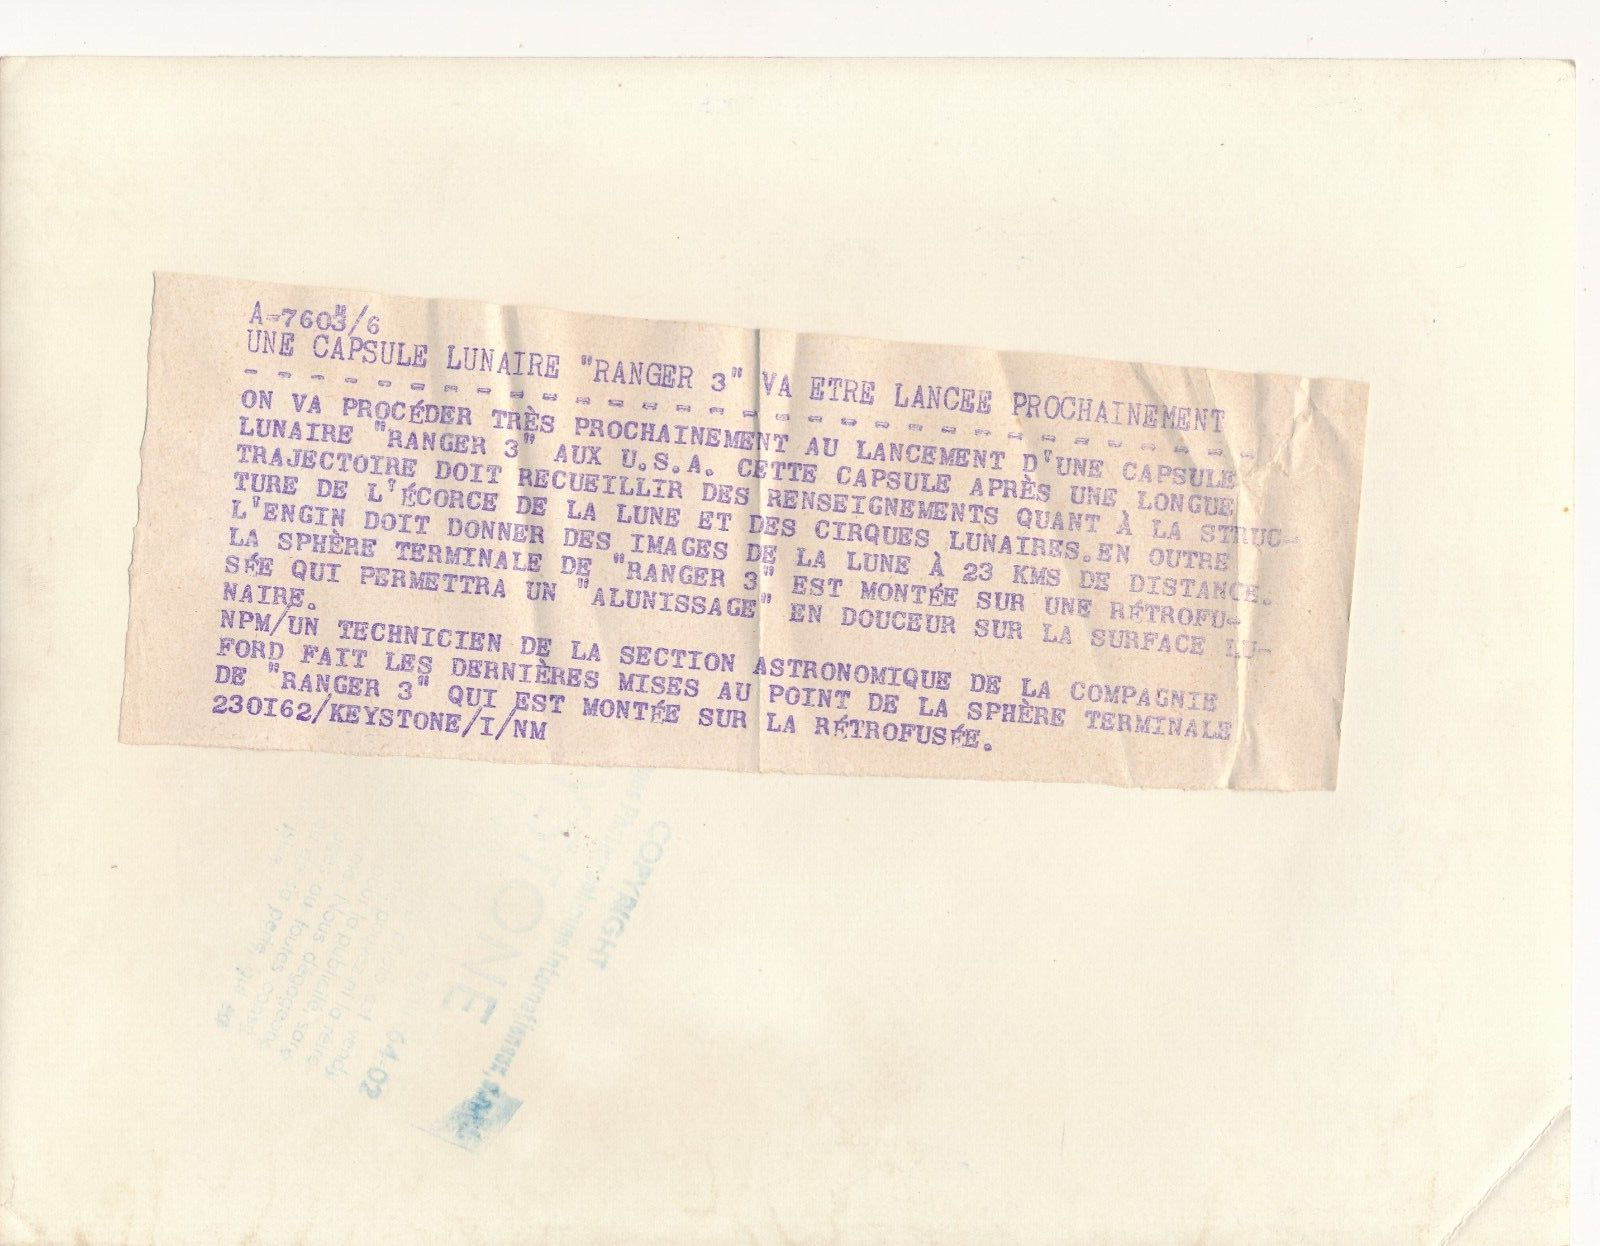 A-7603/6
UNE CAPSULE LUNAIRE "RANGER 3" VA ETRE LANCEE PROCHAINEMENT
ON VA PROCÉDER TRÈS PROCHAINEMENT AU LANCEMENT D'UNE CAPSULE
LUNAIRE "RANGER 3" AUX U.S.A. CETTE CAPSULE APRÈS UNE LONGUE
TRAJECTOIRE DOIT RECUEILLIR DES RENSEIGNEMENTS QUANT À LA STRUC-
TURE DE L'ÉCORCE DE LA LUNE ET DES CIRQUES LUNAIRES.EN OUTRE
L'ENGIN DOIT DONNER DES IMAGES DE LA LUNE À 23 KMS DE DISTANCE.
LA SPHÈRE TERMINALE DE "RANGER 3" EST MONTÉE SUR UNE RÉTROFU-
SÉE QUI PERMETTRA UN "ALUNISSAGE" EN DOUCEUR SUR LA SURFACE LU-
NAIRE.
NPM/UN TECHNICIEN DE LA SECTION ASTRONOMIQUE DE LA COMPAGNIE
FORD FAIT LES DERNIÈRES MISES AU POINT DE LA SPHÈRE TERMINALE
DE "RANGER 3" QUI EST MONTÉE SUR LA RÉTROFUSÉE.
230I62/KEYSTONE/I/NM
COPYRIGHT
Internationaux
64-02